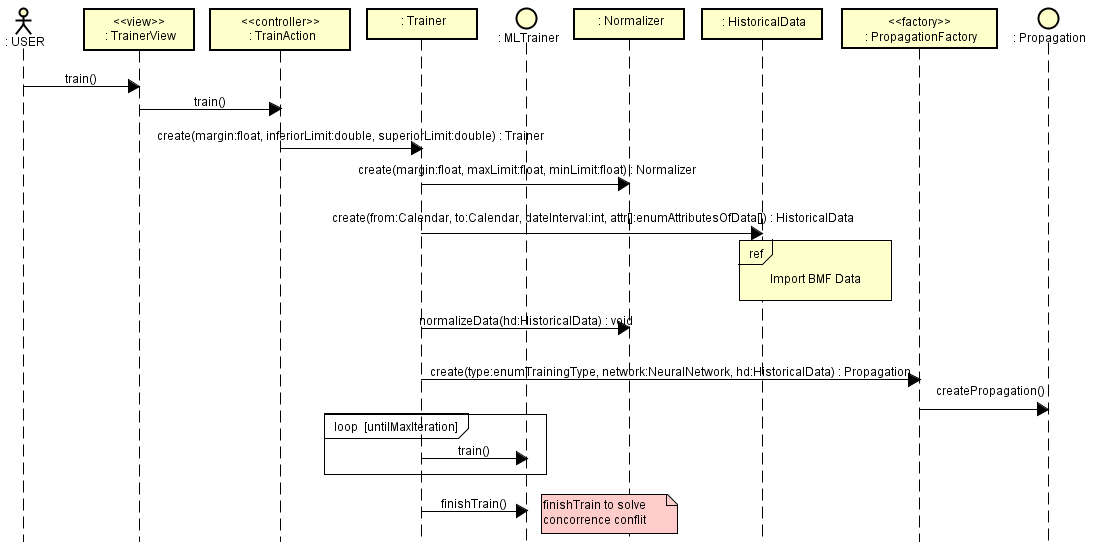 : USER
<<view>>
: TrainerView
<<controller>>
: TrainAction
: Trainer
: MLTrainer
: Normalizer
: HistoricalData
<<factory>>
: PropagationFactory
: Propagation
train()
train()
create(margin:float, inferiorLimit:double, superiorLimit:double) : Trainer
create(margin:float, maxLimit:float, minLimit:float) : Normalizer
create(from:Calendar, to:Calendar, dateInterval:int, attr[]:enumAttributesOfData[]) : HistoricalData
ref
Import BMF Data
normalizeData(hd:HistoricalData) : void
create(type:enumTrainingType, network:NeuralNetwork, hd:HistoricalData) : Propagation
createPropagation()
loop [untilMaxIteration]
train()
finishTrain()
finishTrain to solve
concorrence conflit